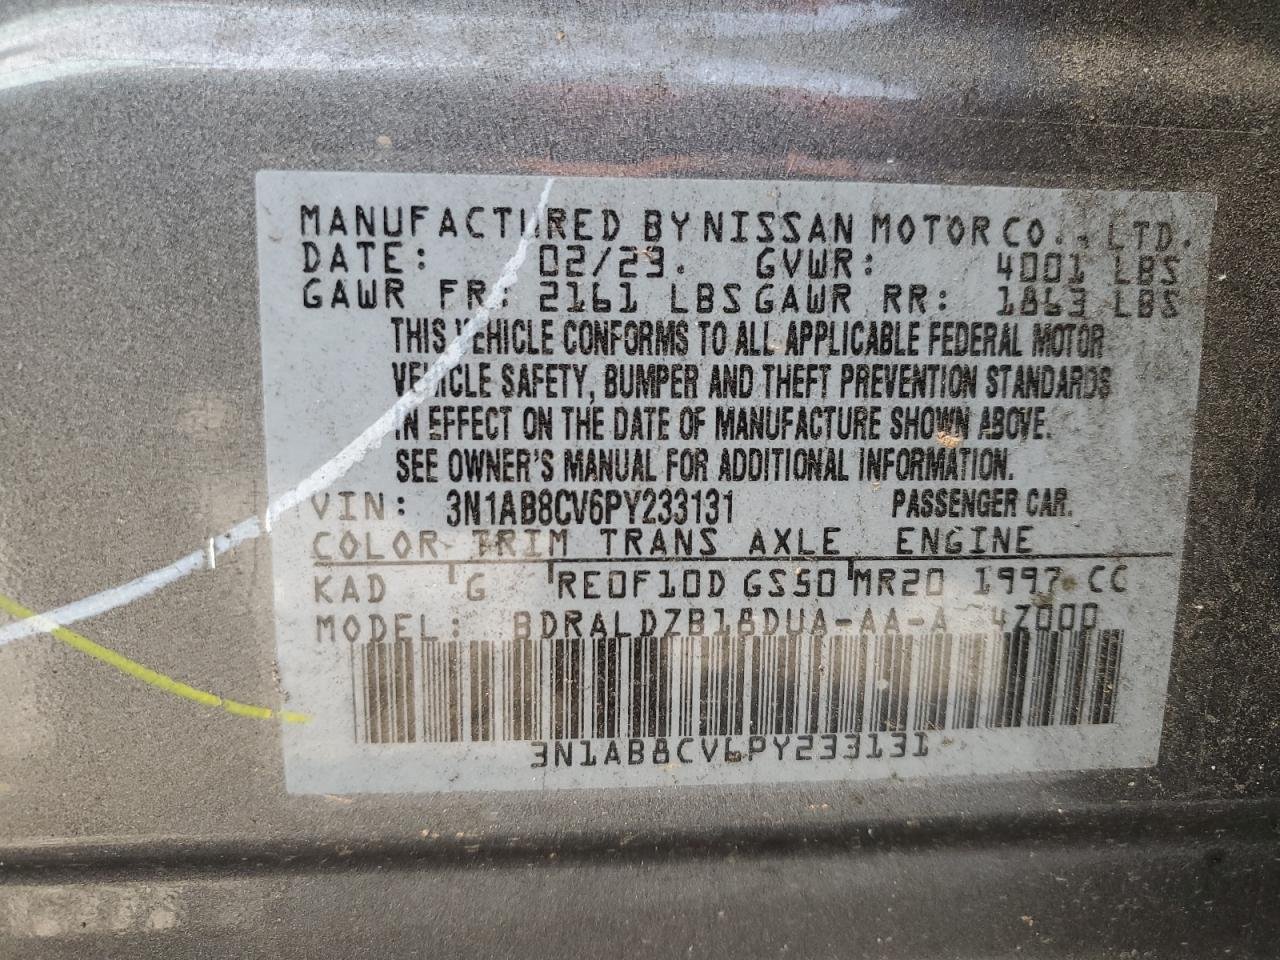 MANUFACTURED BY NISSAN MOTOR CO., LTD.
DATE: 02/23. GVWR: 4001 LBS
GAWR FR: 2161 LBS GAWR RR: 1863 LBS
THIS VEHICLE CONFORMS TO ALL APPLICABLE FEDERAL MOTOR
VEHICLE SAFETY, BUMPER AND THEFT PREVENTION STANDARDS
IN EFFECT ON THE DATE OF MANUFACTURE SHOWN ABOVE.
SEE OWNER'S MANUAL FOR ADDITIONAL INFORMATION.
VIN: 3N1AB8CV6PY233131 PASSENGER CAR.
COLOR TRIM TRANS AXLE ENGINE
KAD G RE0F10D GS50 MR20 1997 CC
MODEL: BDRALDZB18DUA-AA-A 4Z000
3N1AB8CV6PY233131